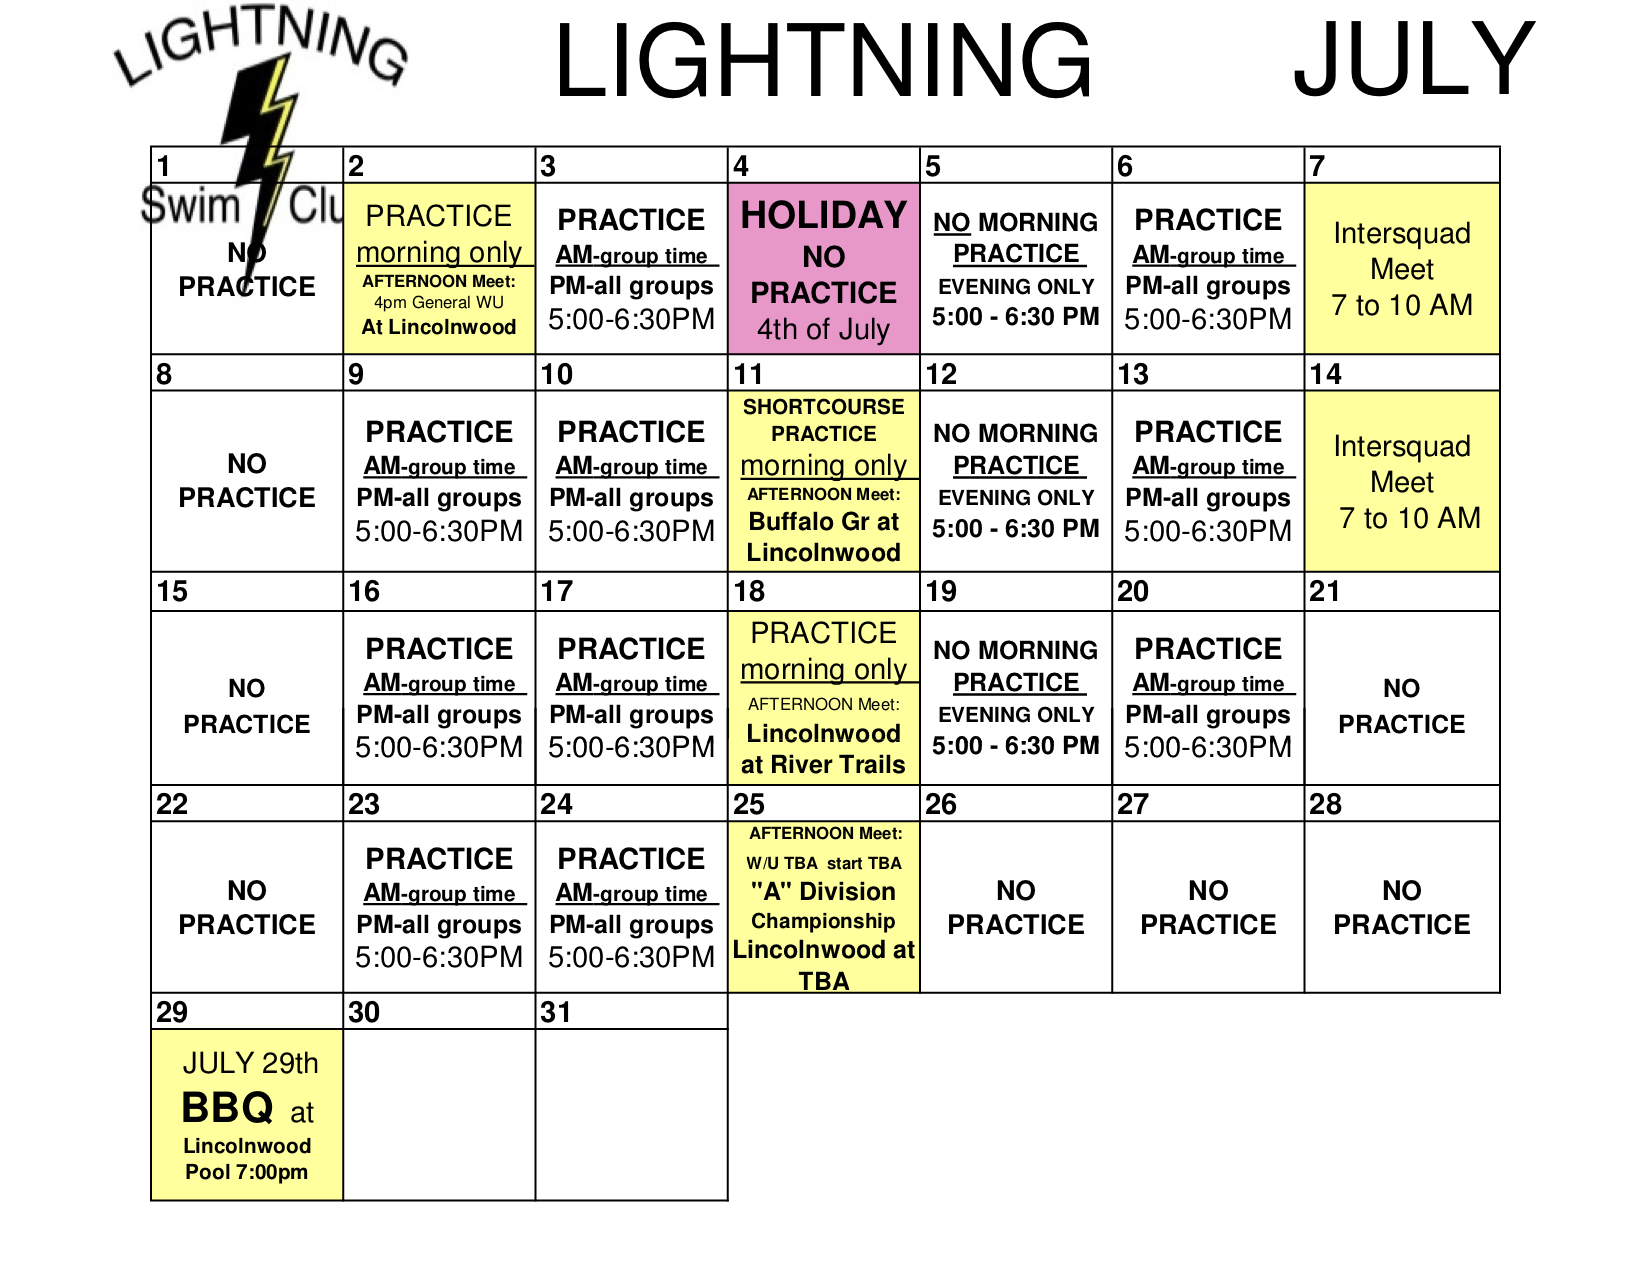 LIGHTNING
Swim Clu
LIGHTNING JULY
1 2 3 4 5 6 7
NO
PRACTICE
PRACTICE
morning only
AFTERNOON Meet:
4pm General WU
At Lincolnwood
PRACTICE
AM-group time
PM-all groups
5:00-6:30PM
HOLIDAY
NO
PRACTICE
4th of July
NO MORNING
PRACTICE
EVENING ONLY
5:00 - 6:30 PM
PRACTICE
AM-group time
PM-all groups
5:00-6:30PM
Intersquad
Meet
7 to 10 AM
8 9 10 11 12 13 14
NO
PRACTICE
PRACTICE
AM-group time
PM-all groups
5:00-6:30PM
PRACTICE
AM-group time
PM-all groups
5:00-6:30PM
SHORTCOURSE
PRACTICE
morning only
AFTERNOON Meet:
Buffalo Gr at
Lincolnwood
NO MORNING
PRACTICE
EVENING ONLY
5:00 - 6:30 PM
PRACTICE
AM-group time
PM-all groups
5:00-6:30PM
Intersquad
Meet
7 to 10 AM
15 16 17 18 19 20 21
NO
PRACTICE
PRACTICE
AM-group time
PM-all groups
5:00-6:30PM
PRACTICE
AM-group time
PM-all groups
5:00-6:30PM
PRACTICE
morning only
AFTERNOON Meet:
Lincolnwood
at River Trails
NO MORNING
PRACTICE
EVENING ONLY
5:00 - 6:30 PM
PRACTICE
AM-group time
PM-all groups
5:00-6:30PM
NO
PRACTICE
22 23 24 25 26 27 28
NO
PRACTICE
PRACTICE
AM-group time
PM-all groups
5:00-6:30PM
PRACTICE
AM-group time
PM-all groups
5:00-6:30PM
AFTERNOON Meet:
W/U TBA start TBA
"A" Division
Championship
Lincolnwood at
TBA
NO
PRACTICE
NO
PRACTICE
NO
PRACTICE
29 30 31
JULY 29th
BBQ at
Lincolnwood
Pool 7:00pm